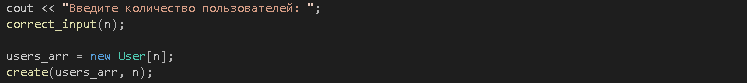 cout << "Введите количество пользователей: ";
correct_input(n);
users_arr = new User[n];
create(users_arr, n);